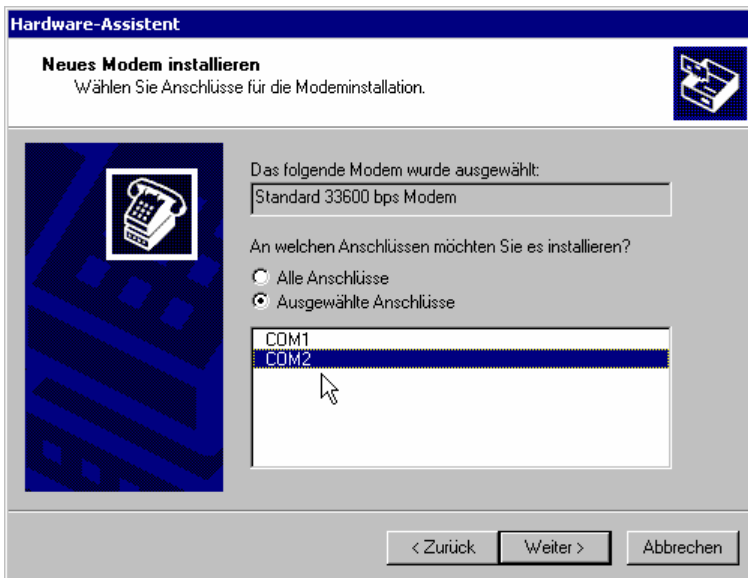 Hardware-Assistent
Neues Modem installieren
Wählen Sie Anschlüsse für die Modeminstallation.
Das folgende Modem wurde ausgewählt:
Standard 33600 bps Modem
An welchen Anschlüssen möchten Sie es installieren?
Alle Anschlüsse
Ausgewählte Anschlüsse
COM1
COM2
< Zurück Weiter > Abbrechen